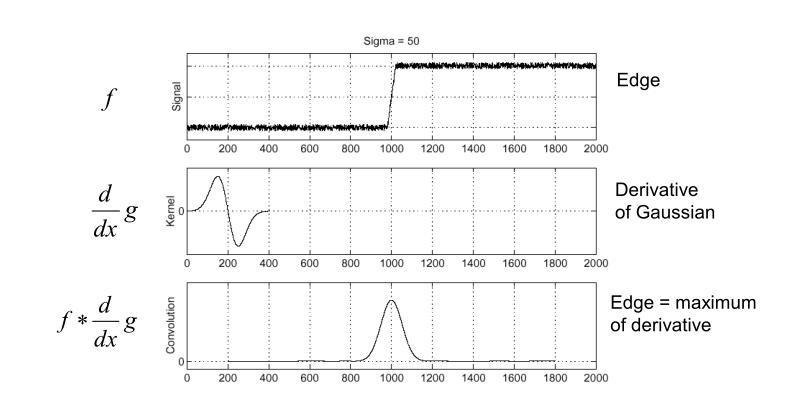 Sigma = 50
f
Signal
Edge
0 200 400 600 800 1000 1200 1400 1600 1800 2000
d
dx
g
Kernel
0
Derivative
of Gaussian
0 200 400 600 800 1000 1200 1400 1600 1800 2000
f *
d
dx
g
Convolution
0
Edge = maximum
of derivative
0 200 400 600 800 1000 1200 1400 1600 1800 2000